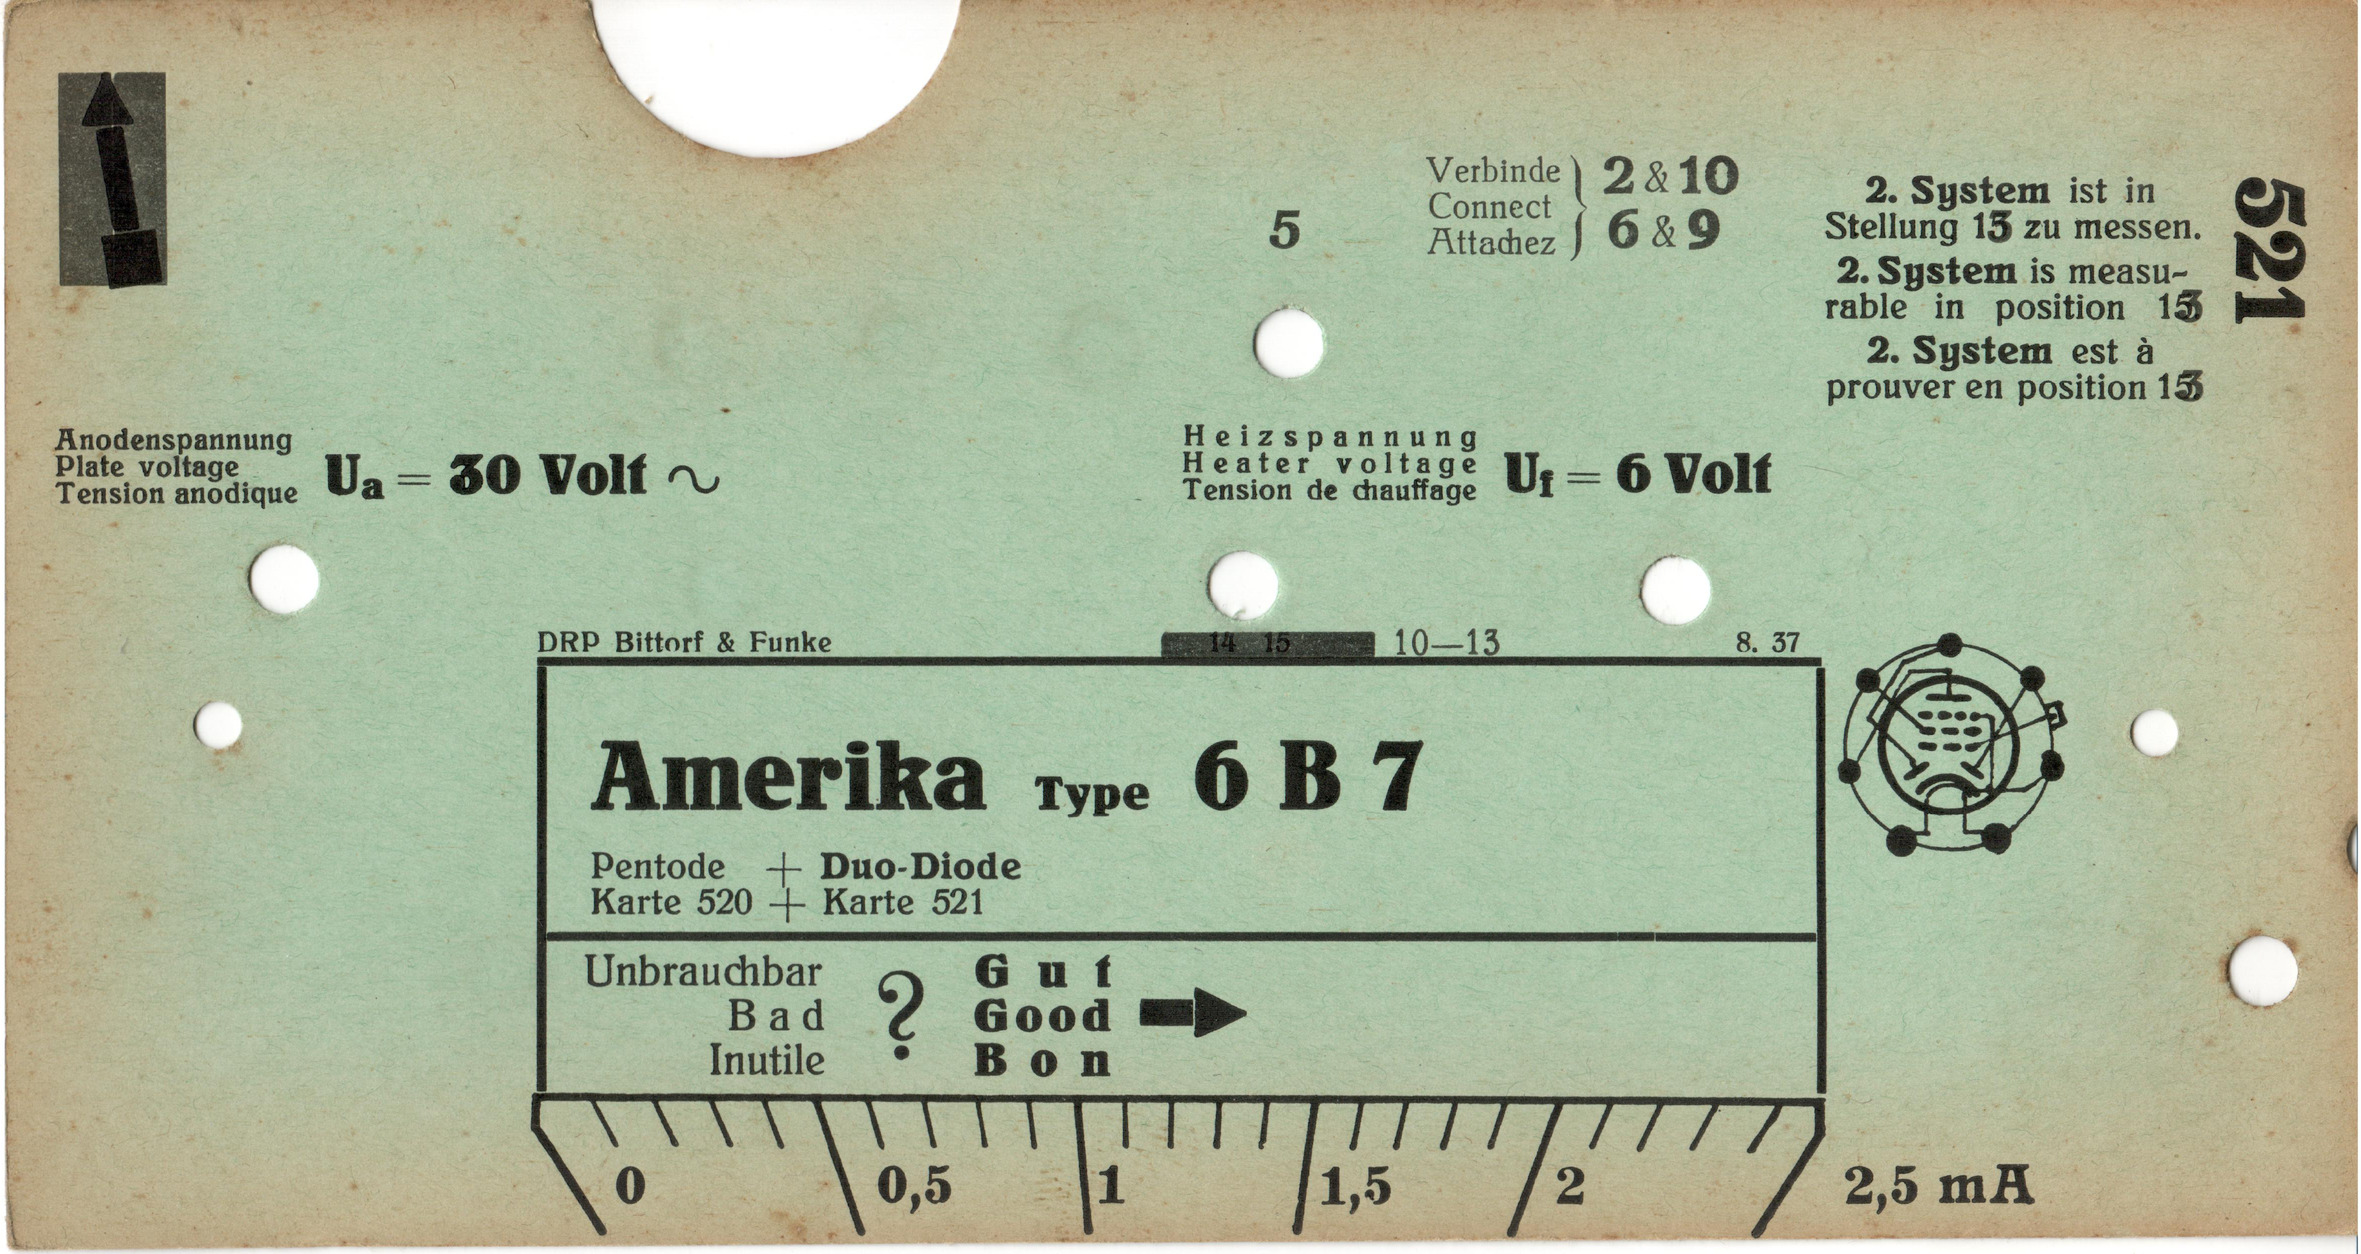 5
Verbinde
Connect
Attachez
2 & 10
6 & 9
2. System ist in
Stellung 13 zu messen.
2. System is measu-
rable in position 13
2. System est à
prouver en position 13
521
Anodenspannung
Plate voltage
Tension anodique
Ua = 30 Volt ~
Heizspannung
Heater voltage
Tension de chauffage
Uf = 6 Volt
DRP Bittorf & Funke
14 15
10—13
8. 37
Amerika Type 6 B 7
Pentode + Duo-Diode
Karte 520 + Karte 521
Unbrauchbar
Bad
Inutile
?
Gut
Good
Bon
0 0,5 1 1,5 2 2,5 mA